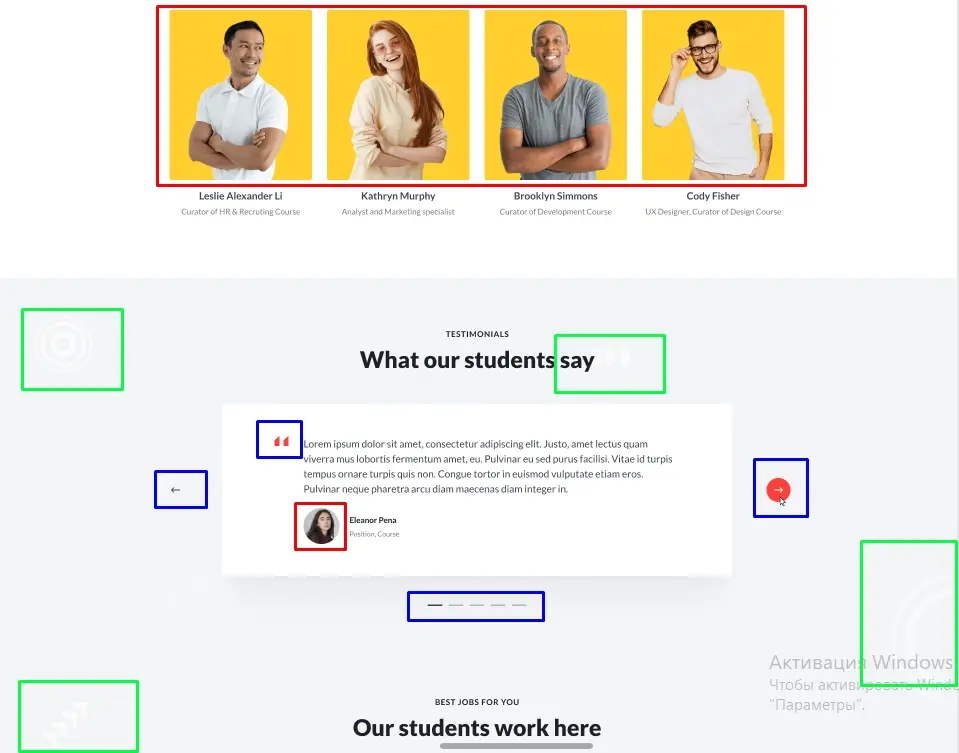 Leslie Alexander Li
Curator of HR & Recruting Course
Kathryn Murphy
Analyst and Marketing specialist
Brooklyn Simmons
Curator of Development Course
Cody Fisher
UX Designer, Curator of Design Course
TESTIMONIALS
What our students say
Lorem ipsum dolor sit amet, consectetur adipiscing elit. Justo, amet lectus quam
viverra mus lobortis fermentum amet, eu. Pulvinar eu sed purus facilisi. Vitae id turpis
tempus ornare turpis quis non. Congue tortor in euismod vulputate etiam eros.
Pulvinar neque pharetra arcu diam maecenas diam integer in.
Eleanor Pena
Position, Course
Активация Windows
Чтобы активировать Windo
"Параметры".
BEST JOBS FOR YOU
Our students work here